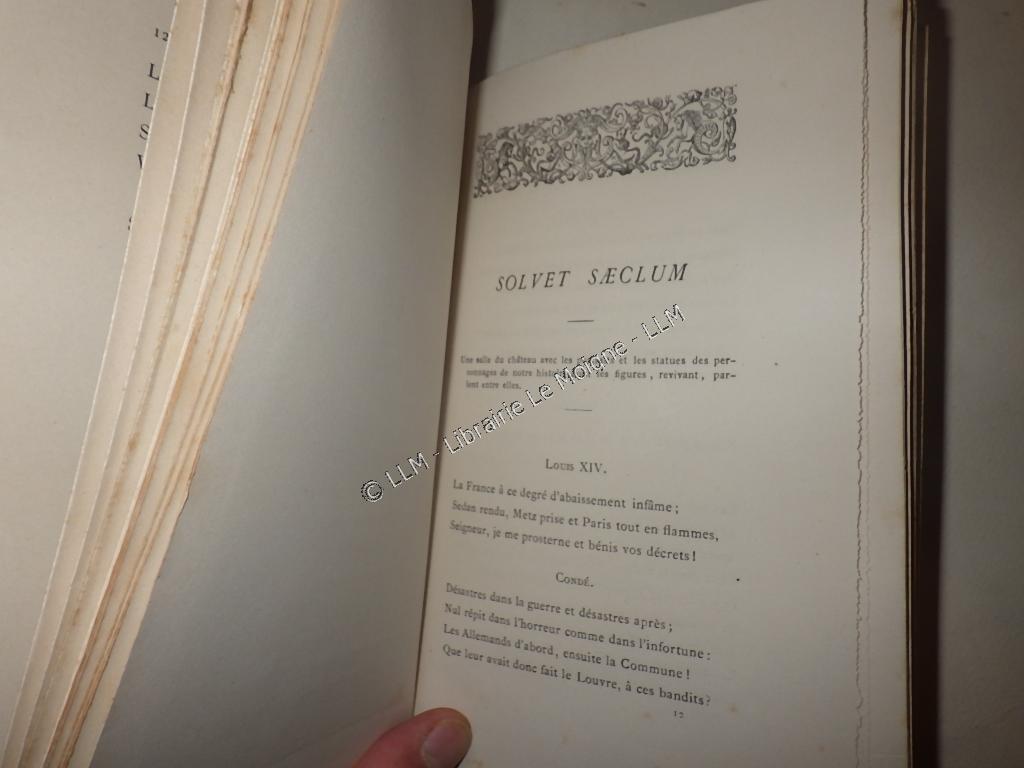 12
L
L
S
SOLVET SÆCLUM
Une salle du château avec les et les statues des per-
sonnages de notre ses figures, revivant, par-
lent entre elles.
LOUIS XIV.
La France à ce degré d'abaissement infâme ;
Sedan rendu, Metz prise et Paris tout en flammes,
Seigneur, je me prosterne et bénis vos décrets !
CONDÉ.
Désastres dans la guerre et désastres après ;
Nul répit dans l'horreur comme dans l'infortune :
Les Allemands d'abord, ensuite la Commune !
Que leur avait donc fait le Louvre, à ces bandits ?
12
© LLM - Librairie Le Moigne - LLM